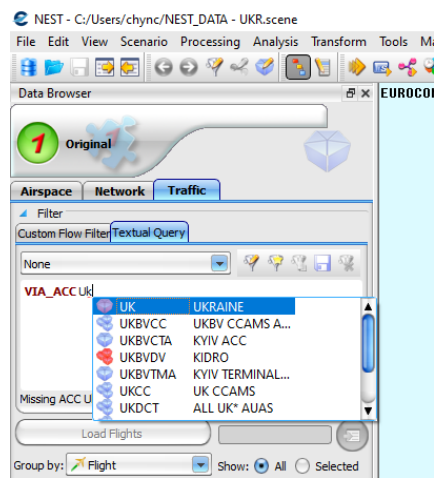 NEST - C:/Users/chync/NEST_DATA - UKR.scene
File Edit View Scenario Processing Analysis Transform Tools
Data Browser
EUROCO
1 Original
Airspace Network Traffic
Filter
Custom Flow Filter Textual Query
None
VIA_ACC Uk
UK UKRAINE
UKBVCC UKBV CCAMS A...
UKBVCTA KYIV ACC
UKBVDV KIDRO
UKBVTMA KYIV TERMINAL...
UKCC UK CCAMS
UKDCT ALL UK* AUAS
Missing ACC U
Load Flights
Group by: Flight Show: All Selected